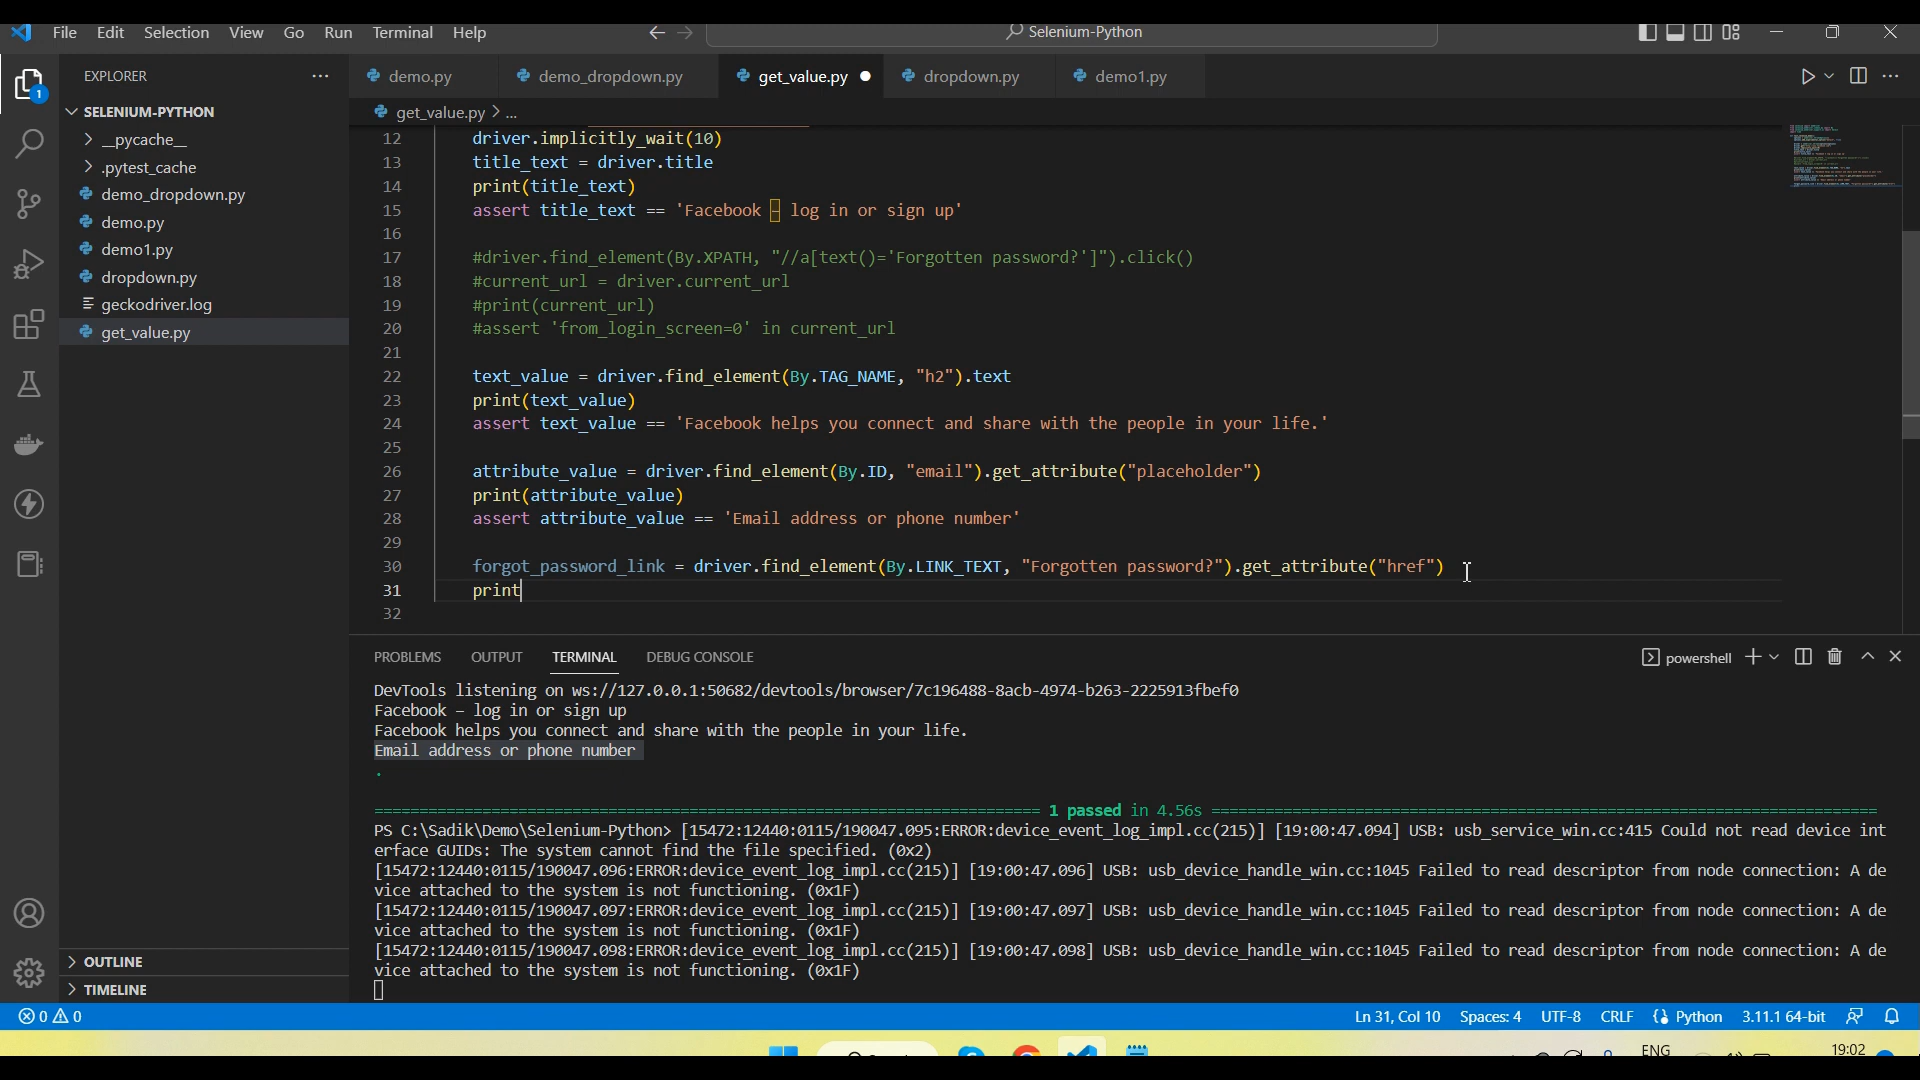 File Edit Selection View Go Run Terminal Help
Selenium-Python
EXPLORER
SELENIUM-PYTHON
__pycache__
.pytest_cache
demo_dropdown.py
demo.py
demo1.py
dropdown.py
geckodriver.log
get_value.py
OUTLINE
TIMELINE
1
demo.py demo_dropdown.py get_value.py dropdown.py demo1.py
get_value.py > ...
12 driver.implicitly_wait(10)
13 title_text = driver.title
14 print(title_text)
15 assert title_text == 'Facebook – log in or sign up'
16
17 #driver.find_element(By.XPATH, "//a[text()='Forgotten password?']").click()
18 #current_url = driver.current_url
19 #print(current_url)
20 #assert 'from_login_screen=0' in current_url
21
22 text_value = driver.find_element(By.TAG_NAME, "h2").text
23 print(text_value)
24 assert text_value == 'Facebook helps you connect and share with the people in your life.'
25
26 attribute_value = driver.find_element(By.ID, "email").get_attribute("placeholder")
27 print(attribute_value)
28 assert attribute_value == 'Email address or phone number'
29
30 forgot_password_link = driver.find_element(By.LINK_TEXT, "Forgotten password?").get_attribute("href")
31 print
32
PROBLEMS OUTPUT TERMINAL DEBUG CONSOLE
powershell
DevTools listening on ws://127.0.0.1:50682/devtools/browser/7c196488-8acb-4974-b263-2225913fbef0
Facebook – log in or sign up
Facebook helps you connect and share with the people in your life.
Email address or phone number
.
=========================================================================== 1 passed in 4.56s ===========================================================================
PS C:\Sadik\Demo\Selenium-Python> [15472:12440:0115/190047.095:ERROR:device_event_log_impl.cc(215)] [19:00:47.094] USB: usb_service_win.cc:415 Could not read device int
erface GUIDs: The system cannot find the file specified. (0x2)
[15472:12440:0115/190047.096:ERROR:device_event_log_impl.cc(215)] [19:00:47.096] USB: usb_device_handle_win.cc:1045 Failed to read descriptor from node connection: A de
vice attached to the system is not functioning. (0x1F)
[15472:12440:0115/190047.097:ERROR:device_event_log_impl.cc(215)] [19:00:47.097] USB: usb_device_handle_win.cc:1045 Failed to read descriptor from node connection: A de
vice attached to the system is not functioning. (0x1F)
[15472:12440:0115/190047.098:ERROR:device_event_log_impl.cc(215)] [19:00:47.098] USB: usb_device_handle_win.cc:1045 Failed to read descriptor from node connection: A de
vice attached to the system is not functioning. (0x1F)
0 0 Ln 31, Col 10 Spaces: 4 UTF-8 CRLF Python 3.11.1 64-bit
ENG 19:02